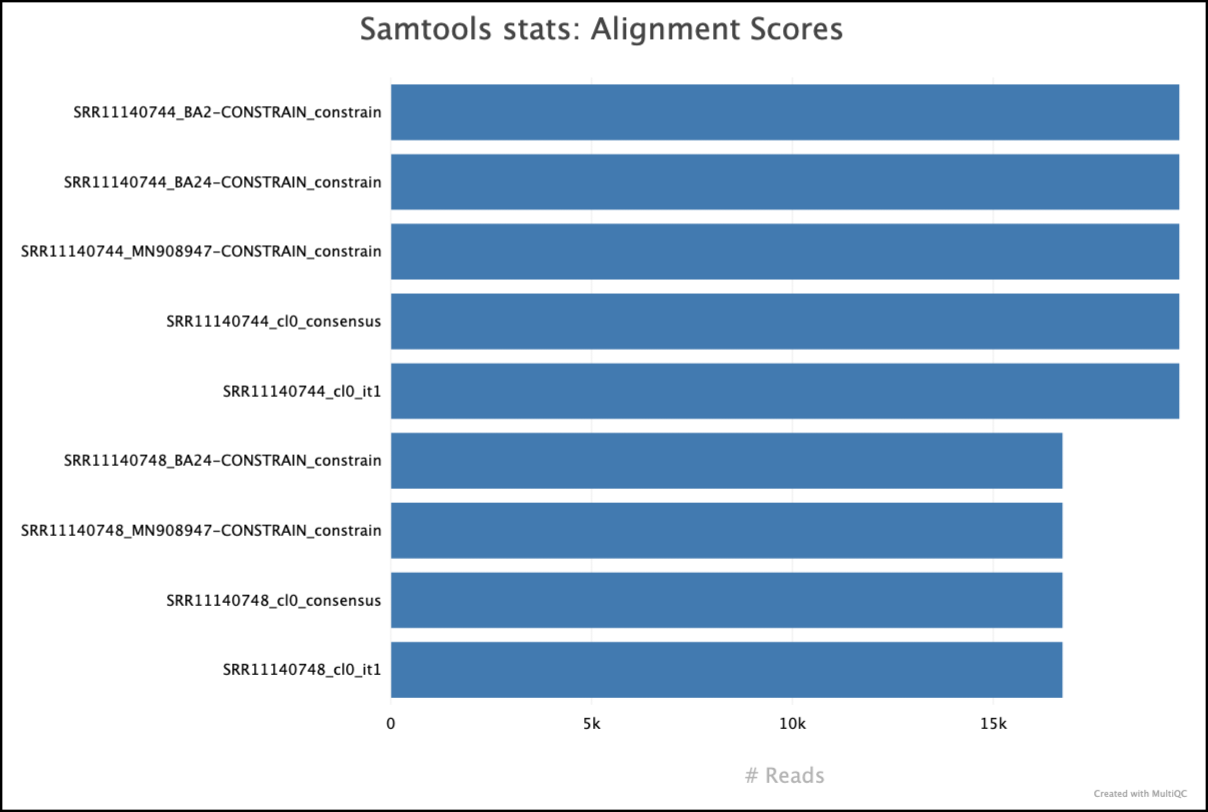 Samtools stats: Alignment Scores
SRR11140744_BA2-CONSTRAIN_constrain
SRR11140744_BA24-CONSTRAIN_constrain
SRR11140744_MN908947-CONSTRAIN_constrain
SRR11140744_cl0_consensus
SRR11140744_cl0_it1
SRR11140748_BA24-CONSTRAIN_constrain
SRR11140748_MN908947-CONSTRAIN_constrain
SRR11140748_cl0_consensus
SRR11140748_cl0_it1
0 5k 10k 15k
# Reads
Created with MultiQC